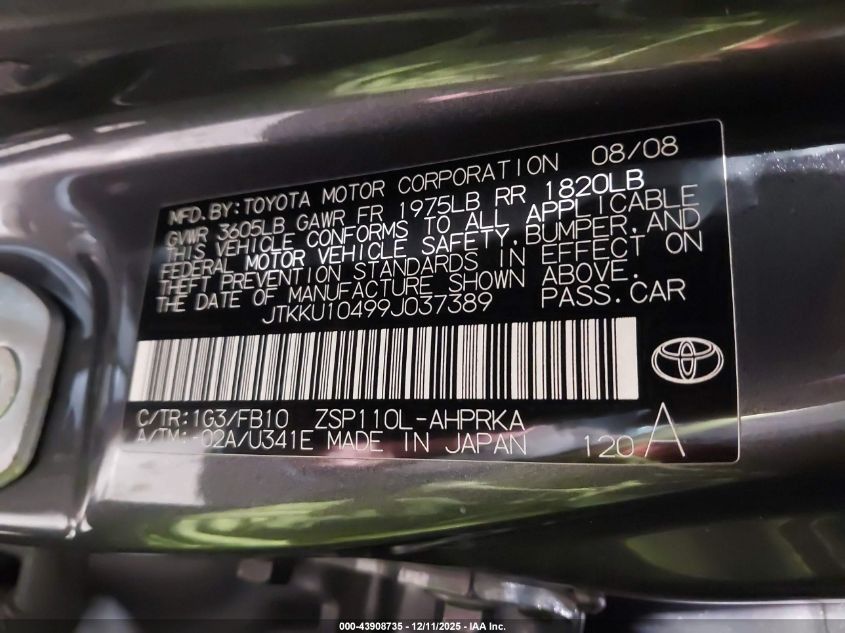 MFD.BY:TOYOTA MOTOR CORPORATION 08/08
GVWR 3605LB GAWR FR 1975LB RR 1820LB
THIS VEHICLE CONFORMS TO ALL APPLICABLE
FEDERAL MOTOR VEHICLE SAFETY,BUMPER,AND
THEFT PREVENTION STANDARDS IN EFFECT ON
THE DATE OF MANUFACTURE SHOWN ABOVE.
JTKKU10499J037389 PASS.CAR
C/TR:1G3/FB10 ZSP110L-AHPRKA
A/TM:-02A/U341E MADE IN JAPAN 120 A
000-43908735 - 12/11/2025 - IAA Inc.